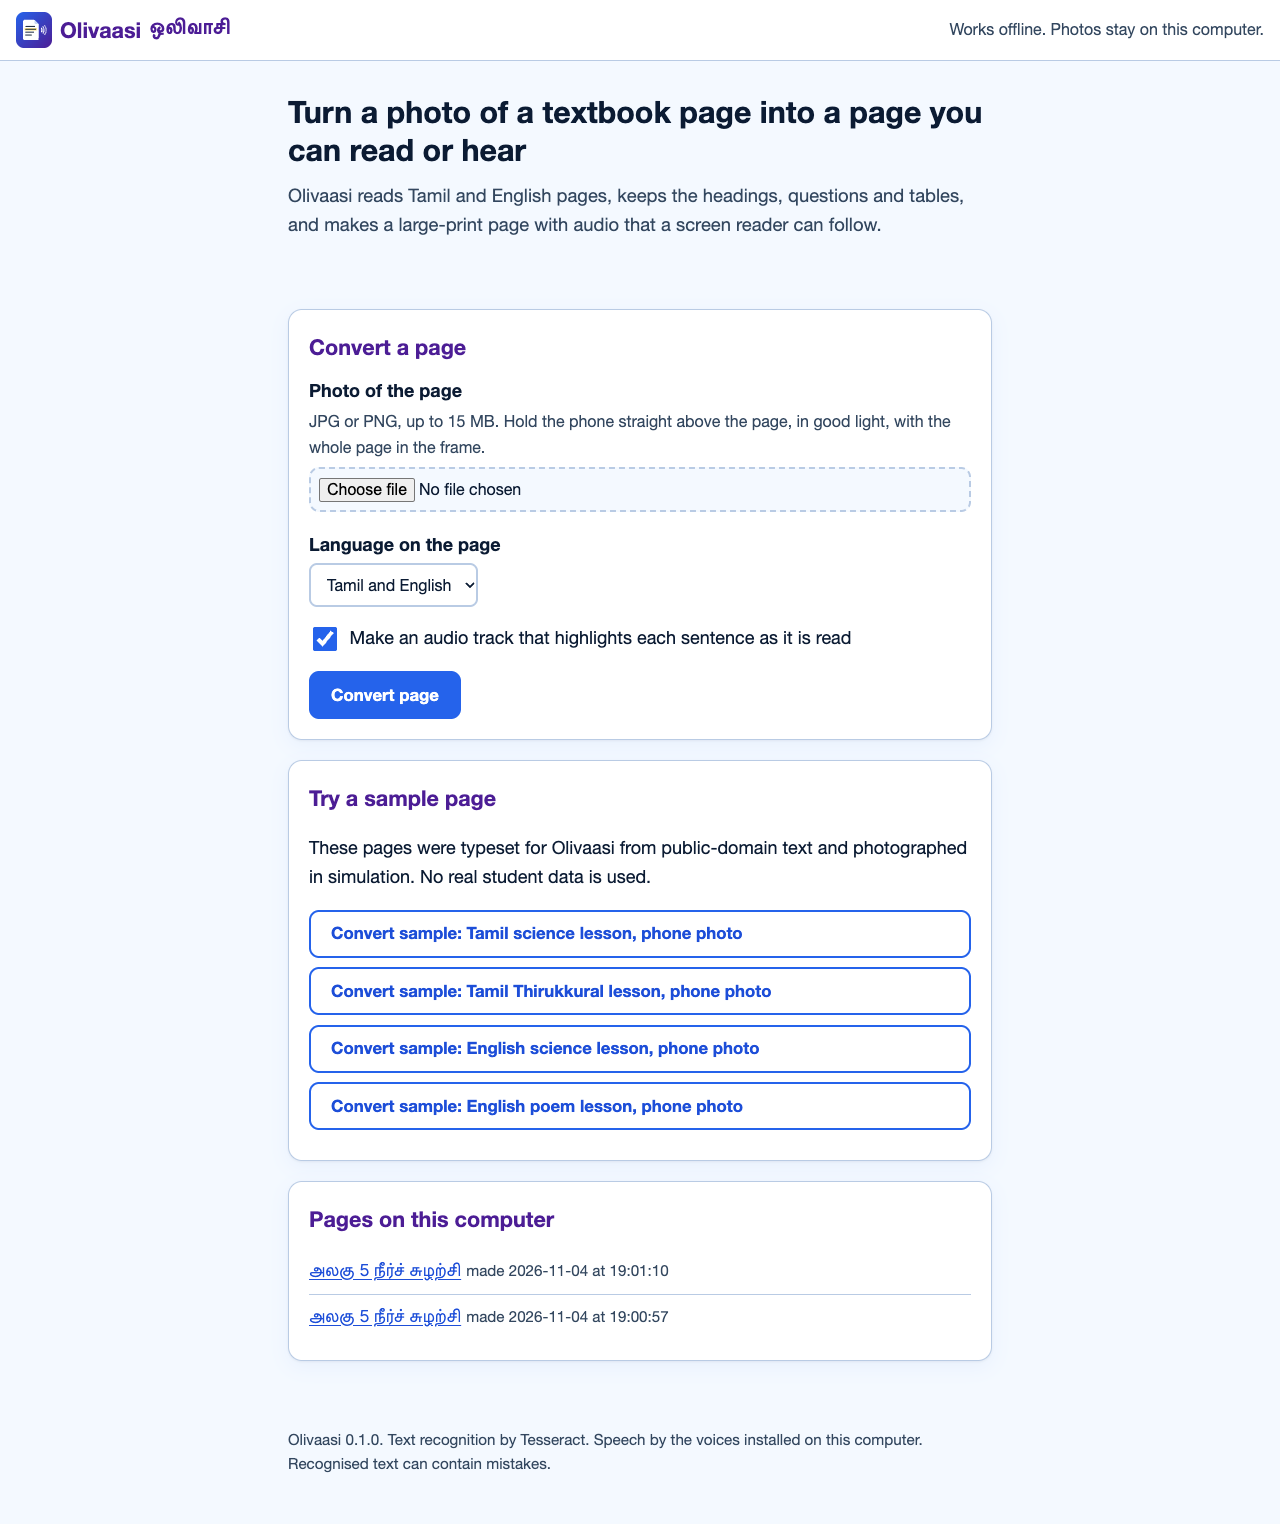 Olivaasi ஒலிவாசி
Works offline. Photos stay on this computer.
Turn a photo of a textbook page into a page you
can read or hear
Olivaasi reads Tamil and English pages, keeps the headings, questions and tables,
and makes a large-print page with audio that a screen reader can follow.
Convert a page
Photo of the page
JPG or PNG, up to 15 MB. Hold the phone straight above the page, in good light, with the
whole page in the frame.
Choose file No file chosen
Language on the page
Tamil and English
Make an audio track that highlights each sentence as it is read
Convert page
Try a sample page
These pages were typeset for Olivaasi from public-domain text and photographed
in simulation. No real student data is used.
Convert sample: Tamil science lesson, phone photo
Convert sample: Tamil Thirukkural lesson, phone photo
Convert sample: English science lesson, phone photo
Convert sample: English poem lesson, phone photo
Pages on this computer
அலகு 5 நீர்ச் சுழற்சி made 2026-11-04 at 19:01:10
அலகு 5 நீர்ச் சுழற்சி made 2026-11-04 at 19:00:57
Olivaasi 0.1.0. Text recognition by Tesseract. Speech by the voices installed on this computer.
Recognised text can contain mistakes.